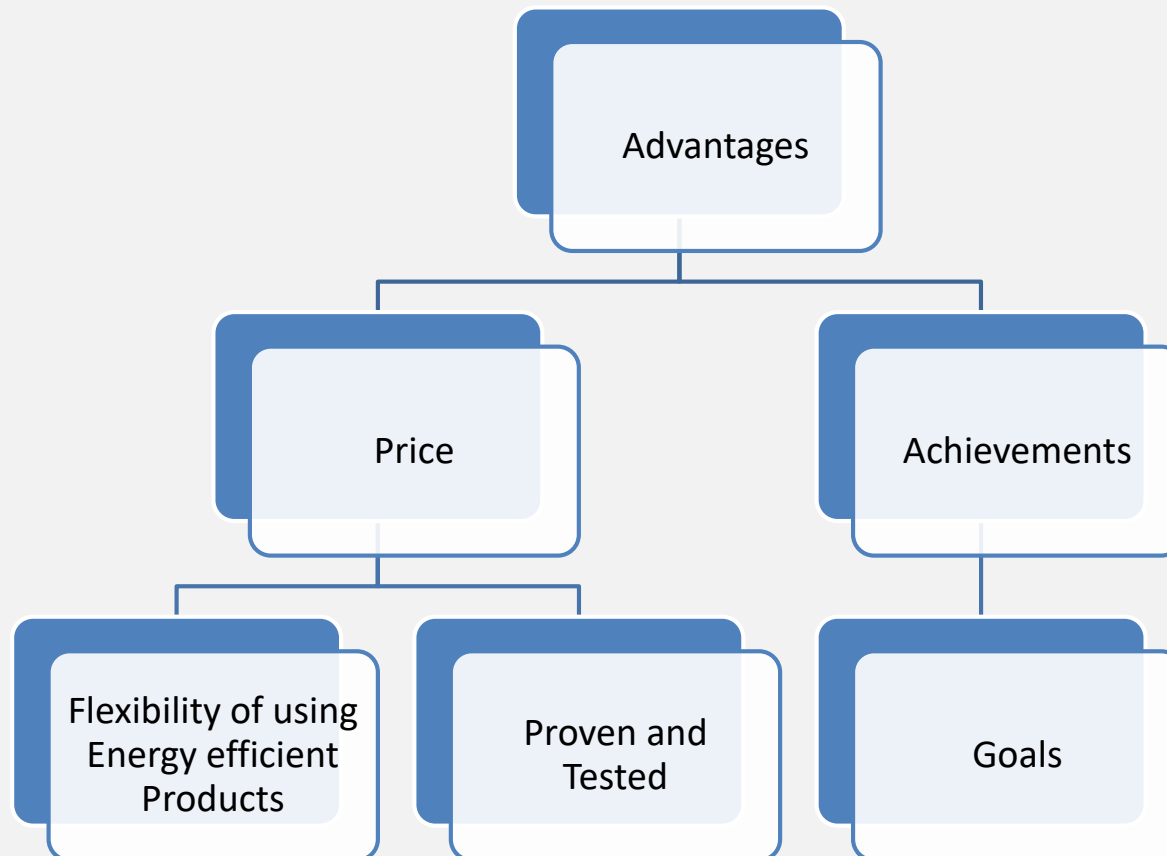 Advantages
Price
Achievements
Flexibility of using
Energy efficient
Products
Proven and
Tested
Goals